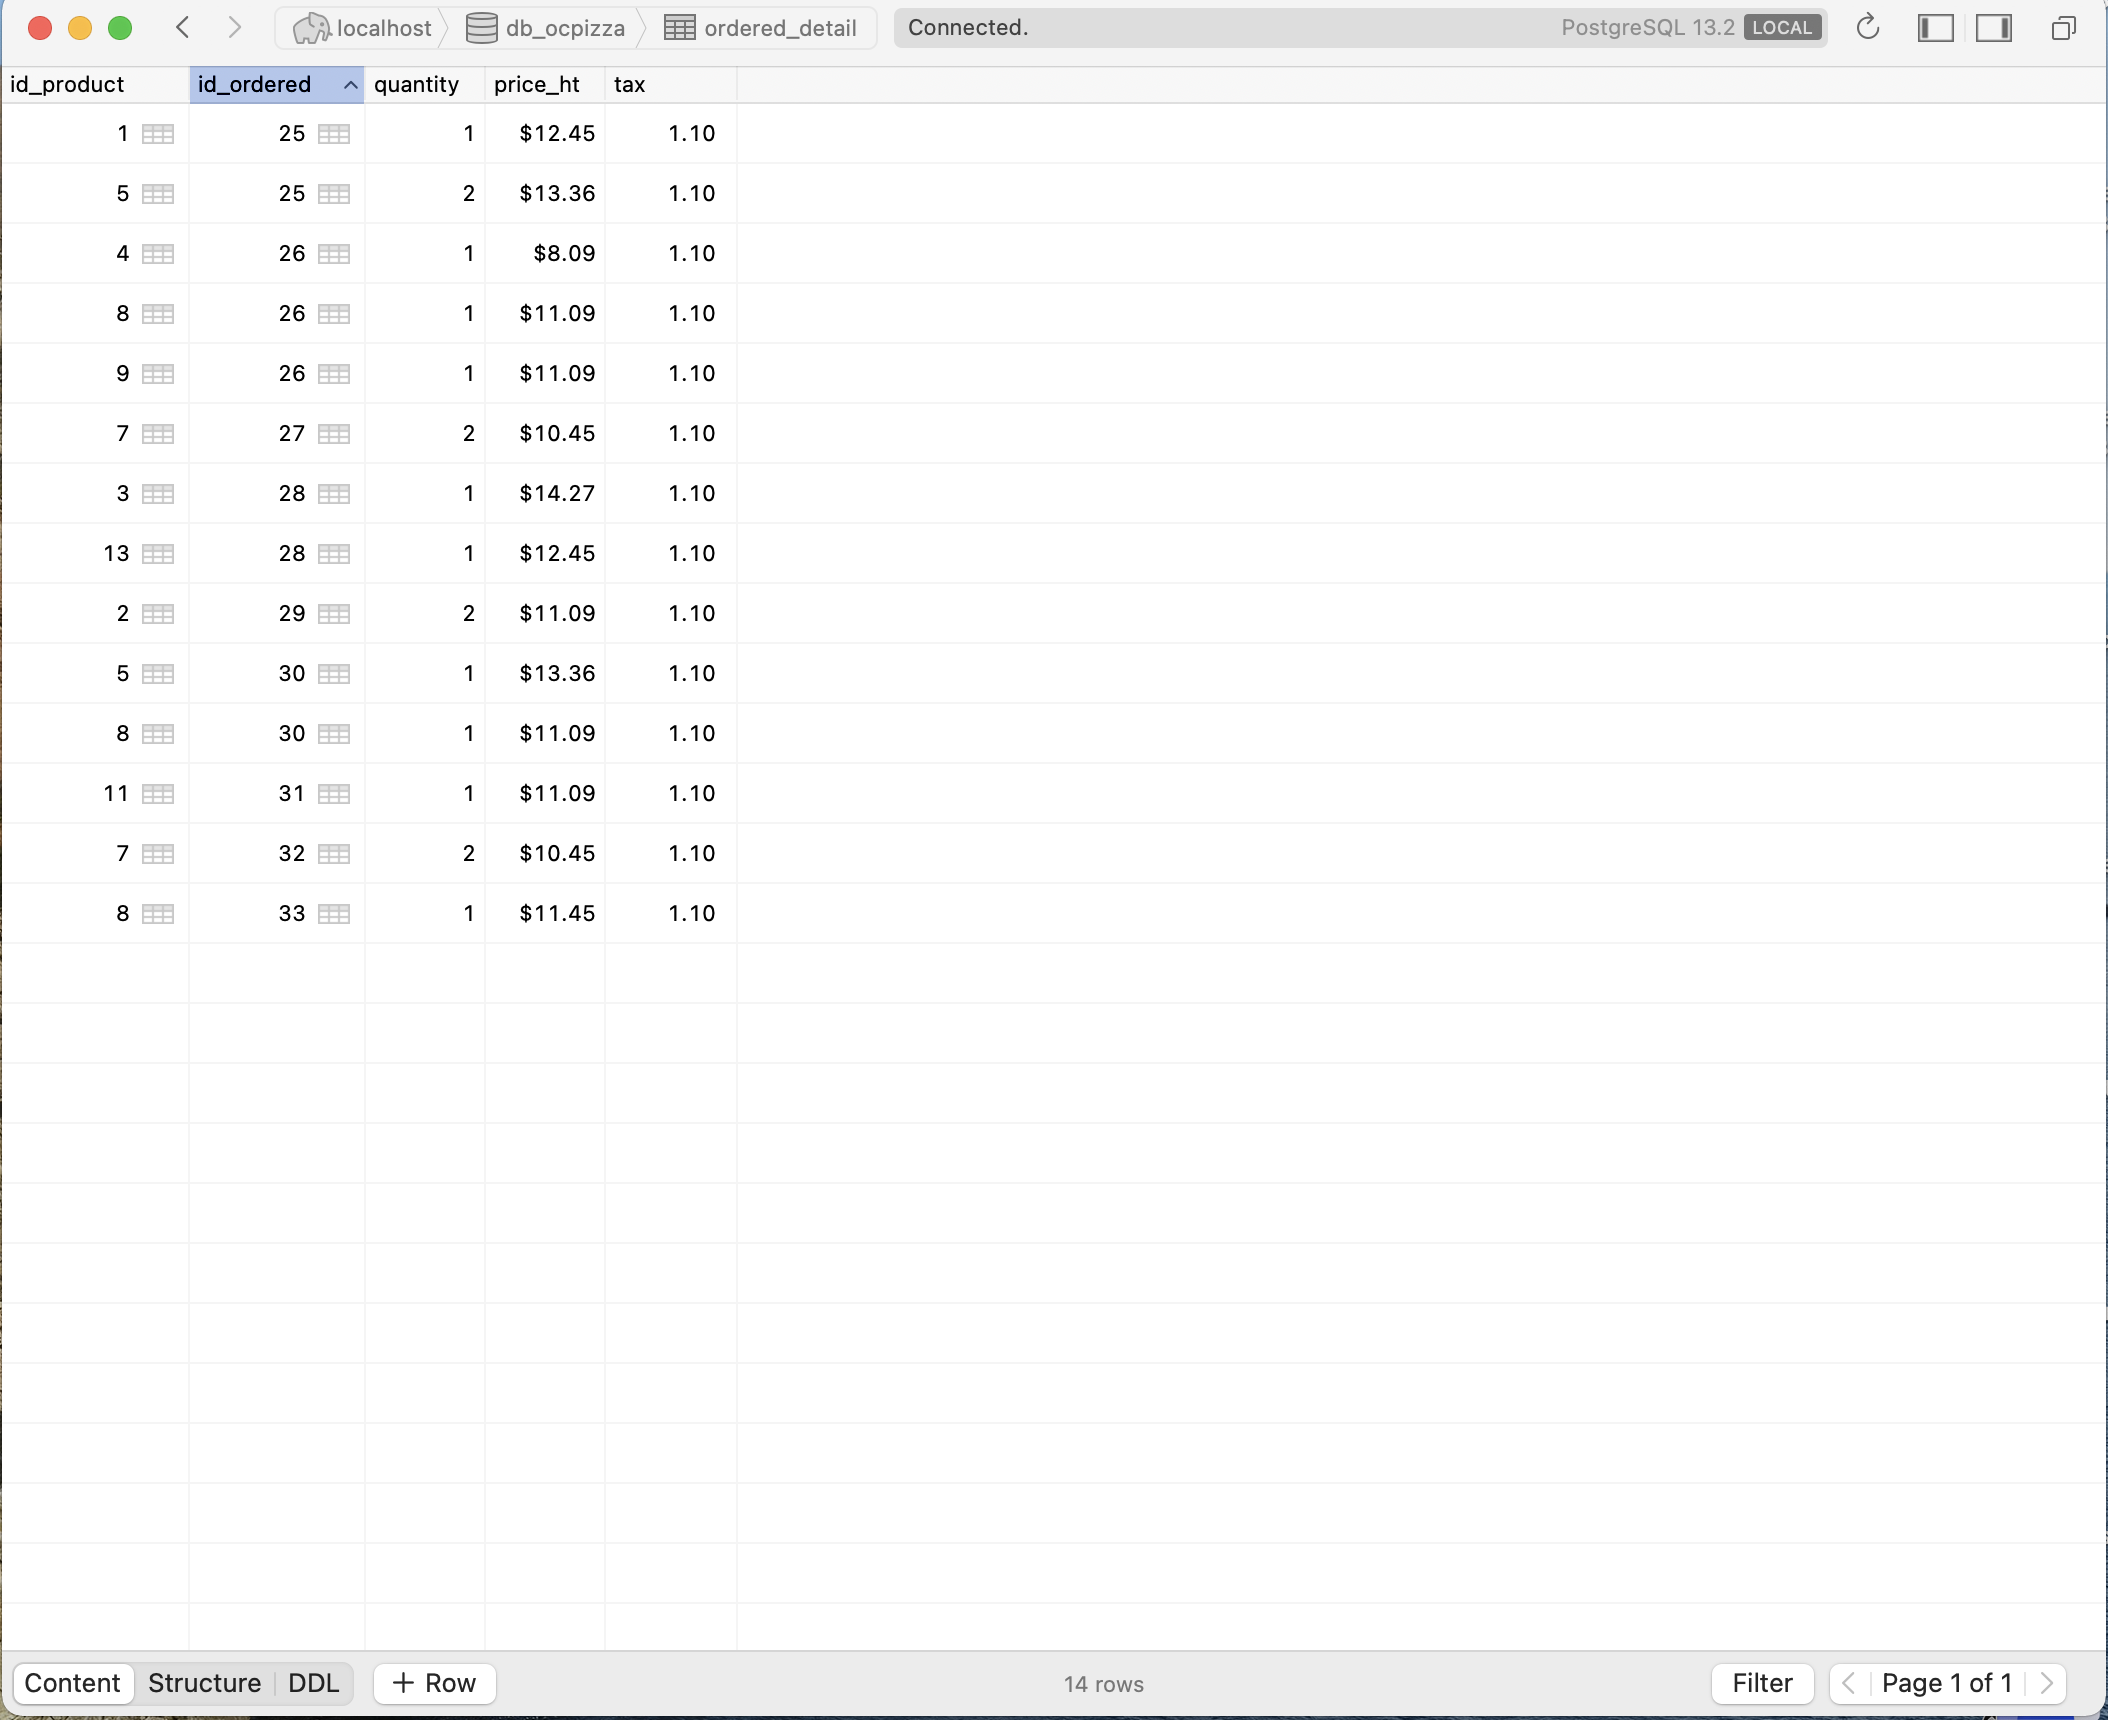 localhost db_ocpizza ordered_detail Connected. PostgreSQL 13.2 LOCAL
id_product id_ordered quantity price_ht tax
1 25 1 $12.45 1.10
5 25 2 $13.36 1.10
4 26 1 $8.09 1.10
8 26 1 $11.09 1.10
9 26 1 $11.09 1.10
7 27 2 $10.45 1.10
3 28 1 $14.27 1.10
13 28 1 $12.45 1.10
2 29 2 $11.09 1.10
5 30 1 $13.36 1.10
8 30 1 $11.09 1.10
11 31 1 $11.09 1.10
7 32 2 $10.45 1.10
8 33 1 $11.45 1.10
Content Structure DDL + Row 14 rows Filter Page 1 of 1